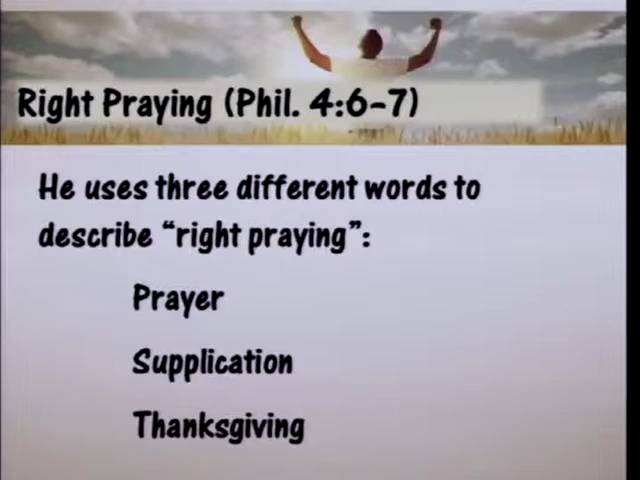 Right Praying (Phil. 4:6-7)
He uses three different words to
describe “right praying”:
Prayer
Supplication
Thanksgiving